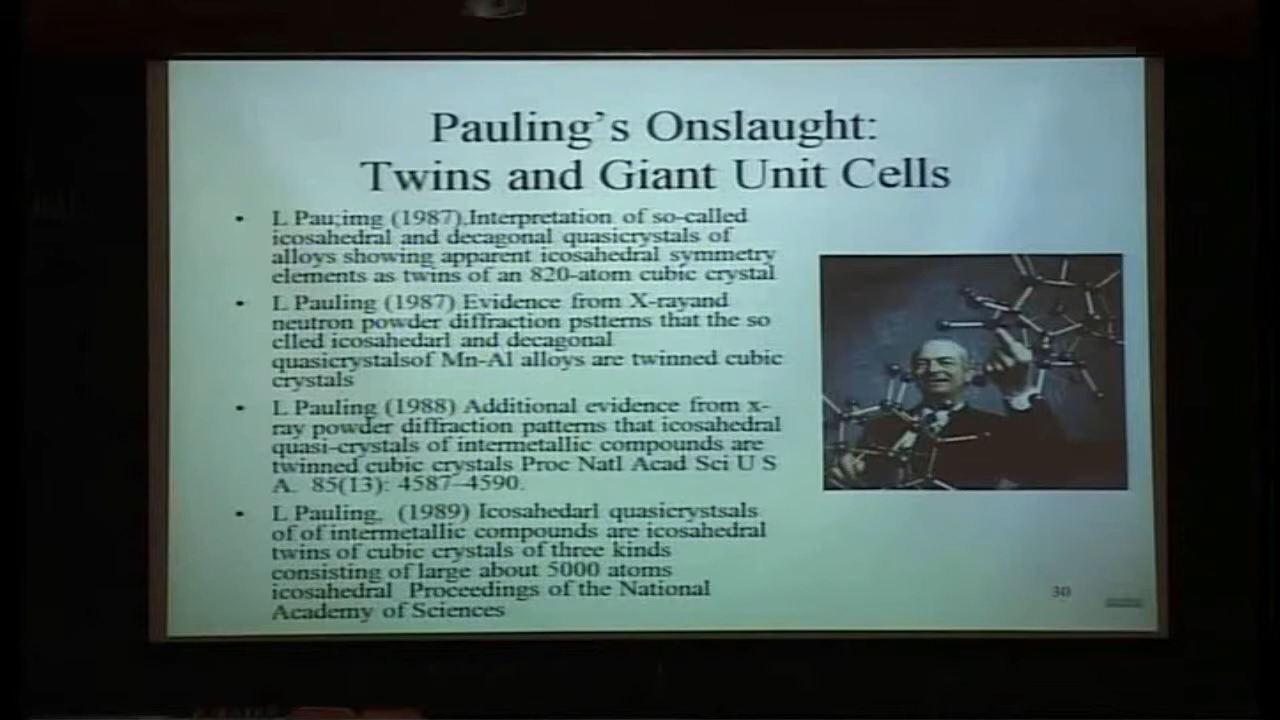 Pauling's Onslaught:
Twins and Giant Unit Cells
• L Pau;img (1987),Interpretation of so-called
icosahedral and decagonal quasicrystals of
alloys showing apparent icosahedral symmetry
elements as twins of an 820-atom cubic crystal
• L Pauling (1987) Evidence from X-rayand
neutron powder diffraction pstterns that the so
clled icosahedarl and decagonal
quasicrystalsof Mn-Al alloys are twinned cubic
crystals
• L Pauling (1988) Additional evidence from x-
ray powder diffraction patterns that icosahedral
quasi-crystals of intermetallic compounds are
twinned cubic crystals Proc Natl Acad Sci U S
A. 85(13): 4587–4590.
• L Pauling, (1989) Icosahedarl quasicrystsals
of of intermetallic compounds are icosahedral
twins of cubic crystals of three kinds
consisting of large about 5000 atoms
icosahedral Proceedings of the National
Academy of Sciences
30